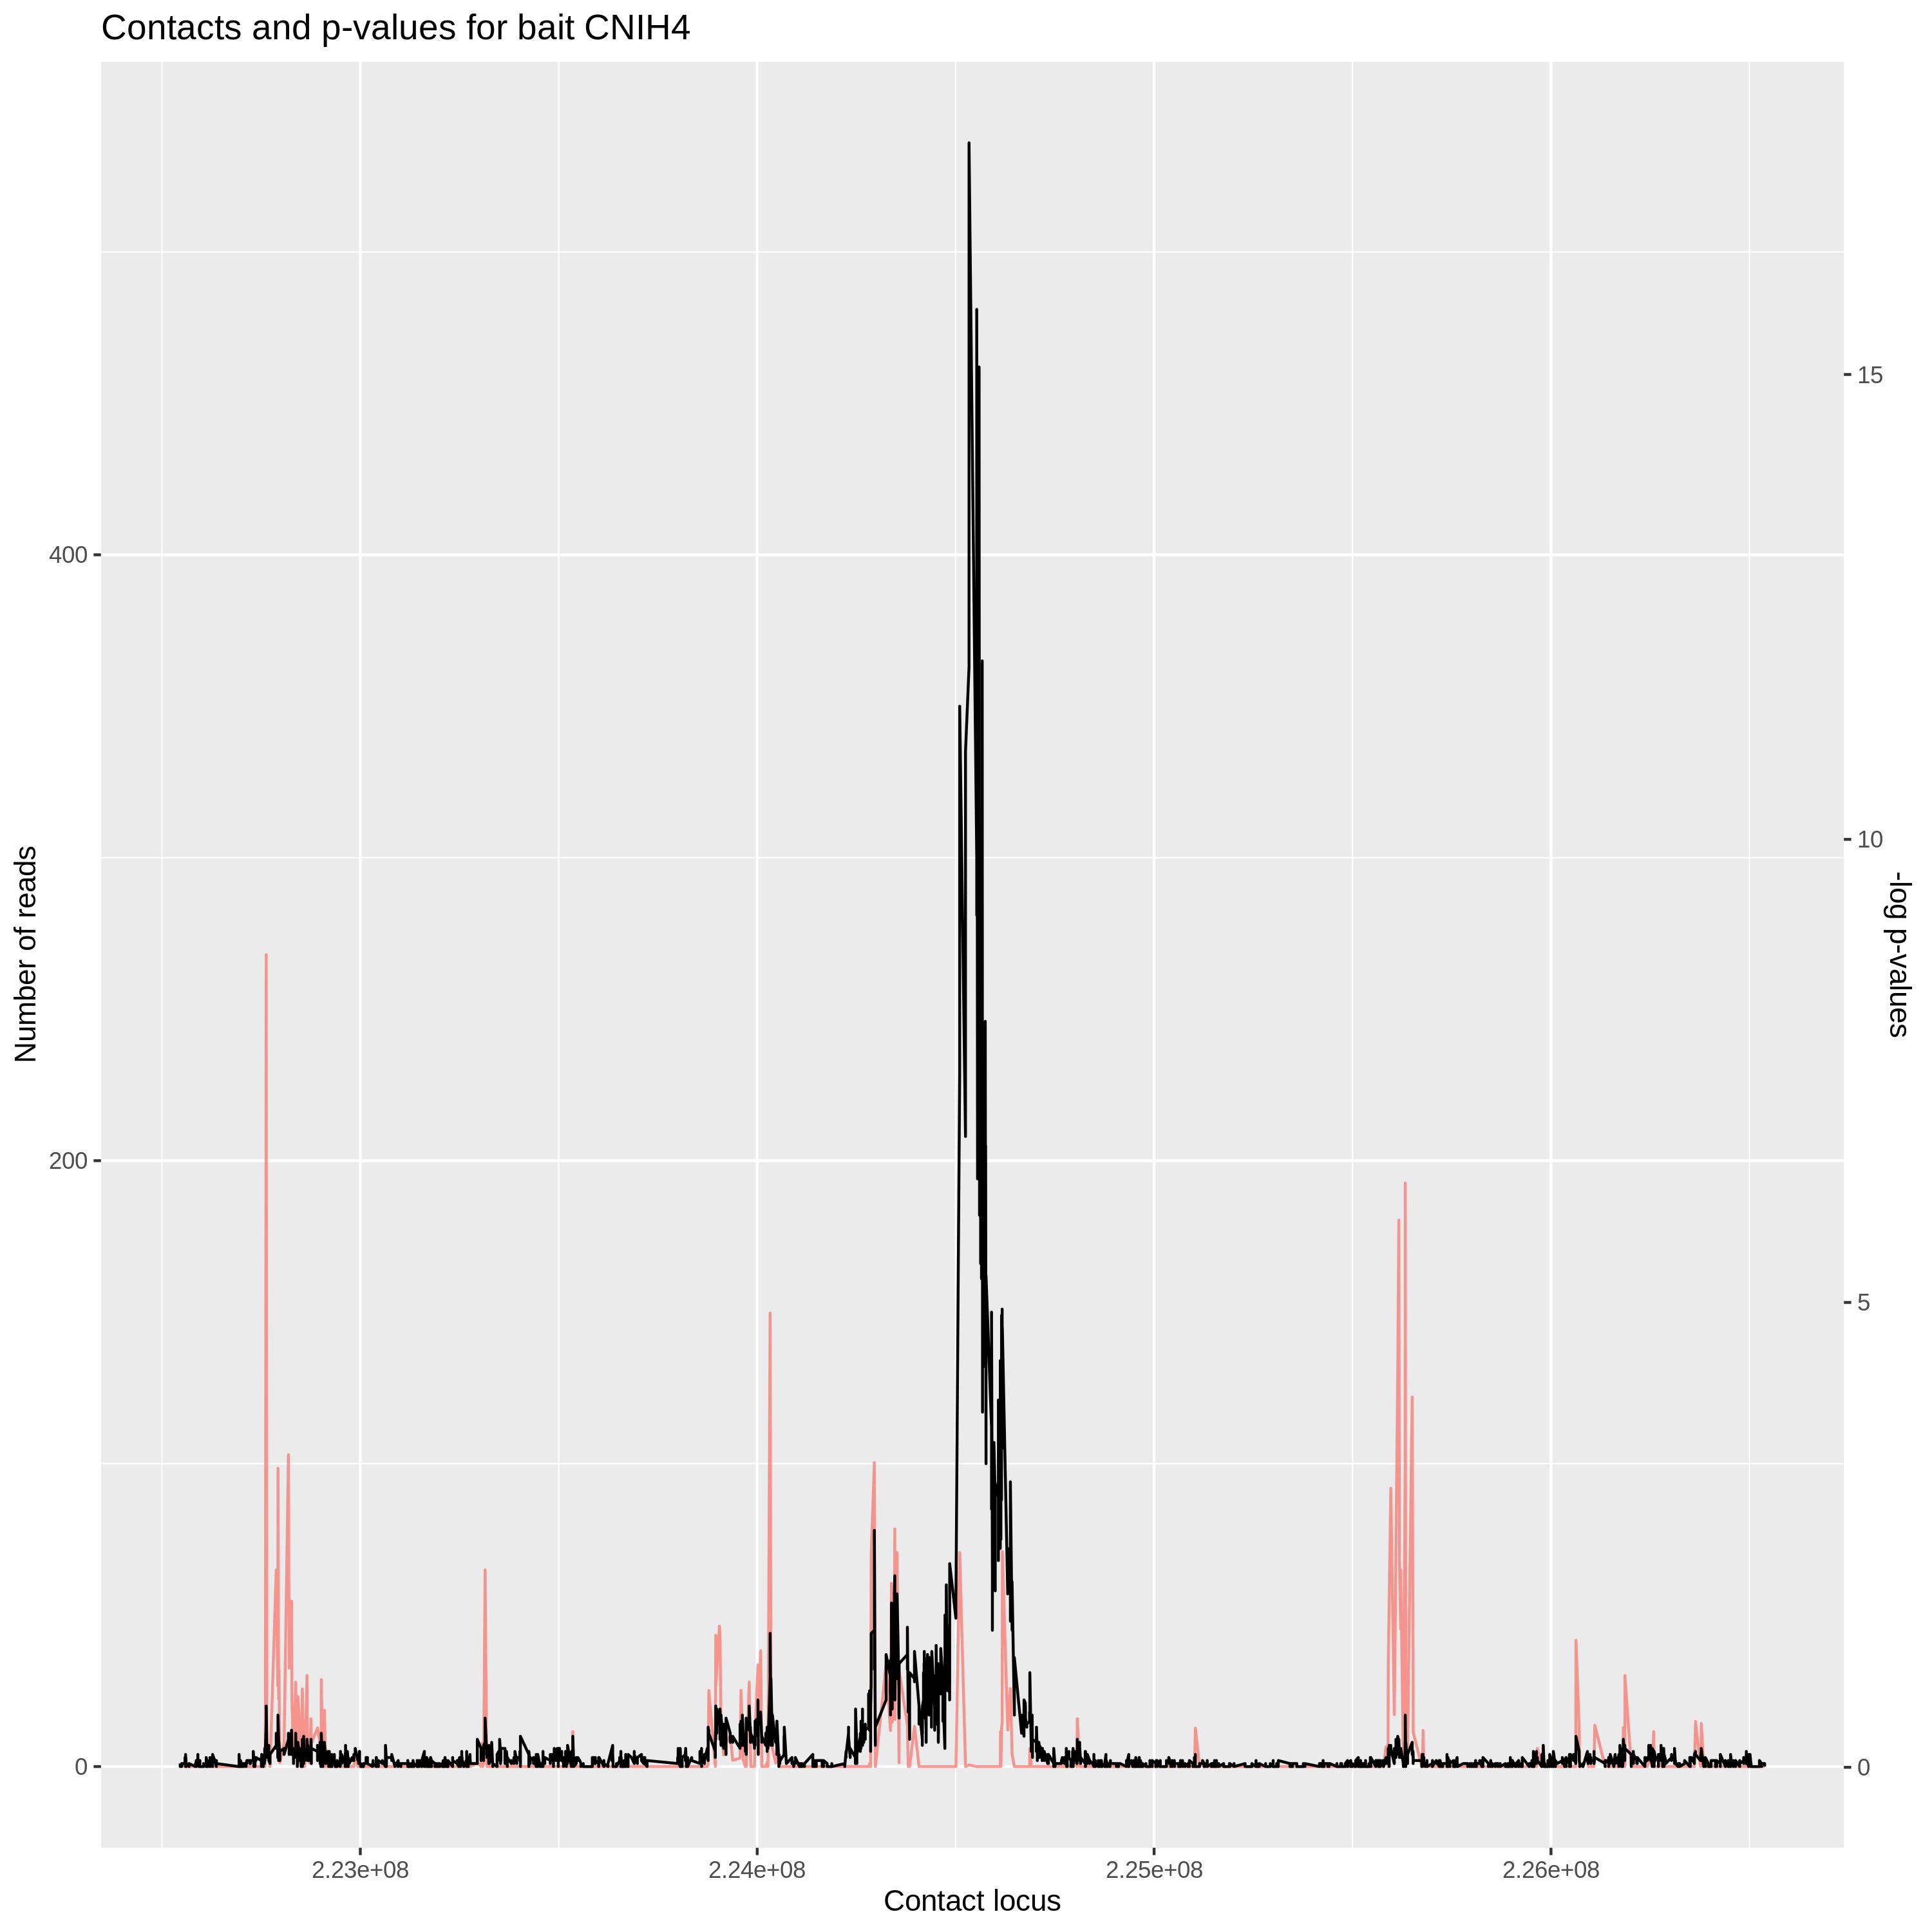 Contacts and p-values for bait CNIH4
Number of reads
400
200
0
15
10
5
0
-log p-values
2.23e+08 2.24e+08 2.25e+08 2.26e+08
Contact locus